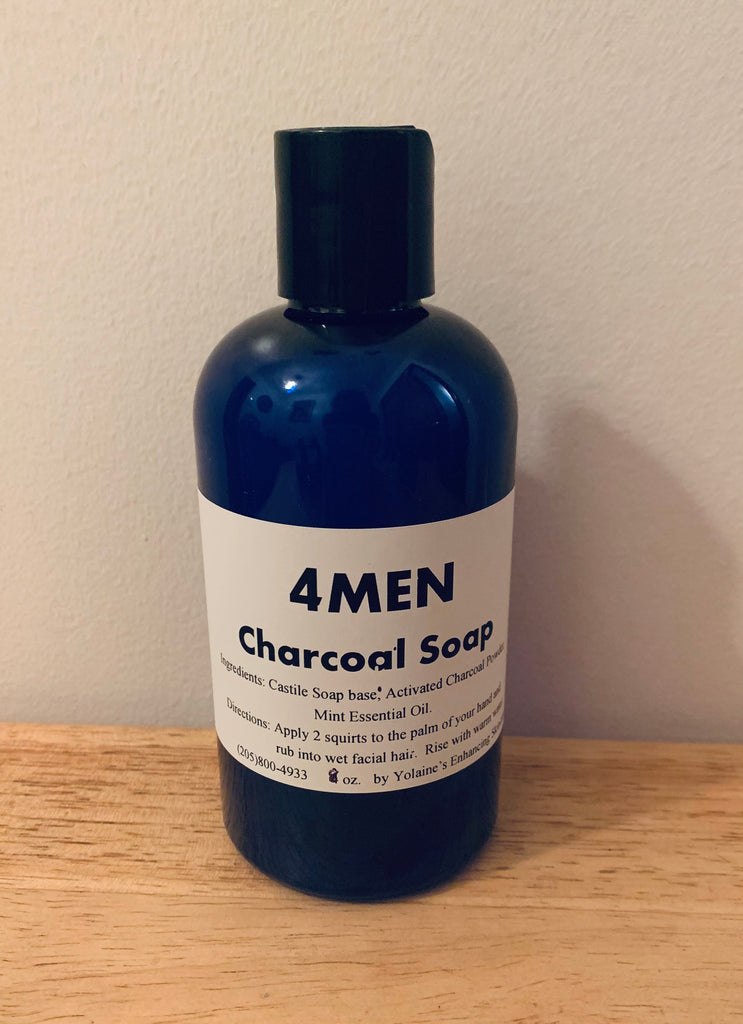 4MEN
Charcoal Soap
Ingredients: Castile Soap base, Activated Charcoal Powder
Mint Essential Oil.
Directions: Apply 2 squirts to the palm of your hand and
rub into wet facial hair. Rise with warm water
(205)800-4933 oz. by Yolaine's Enhancing